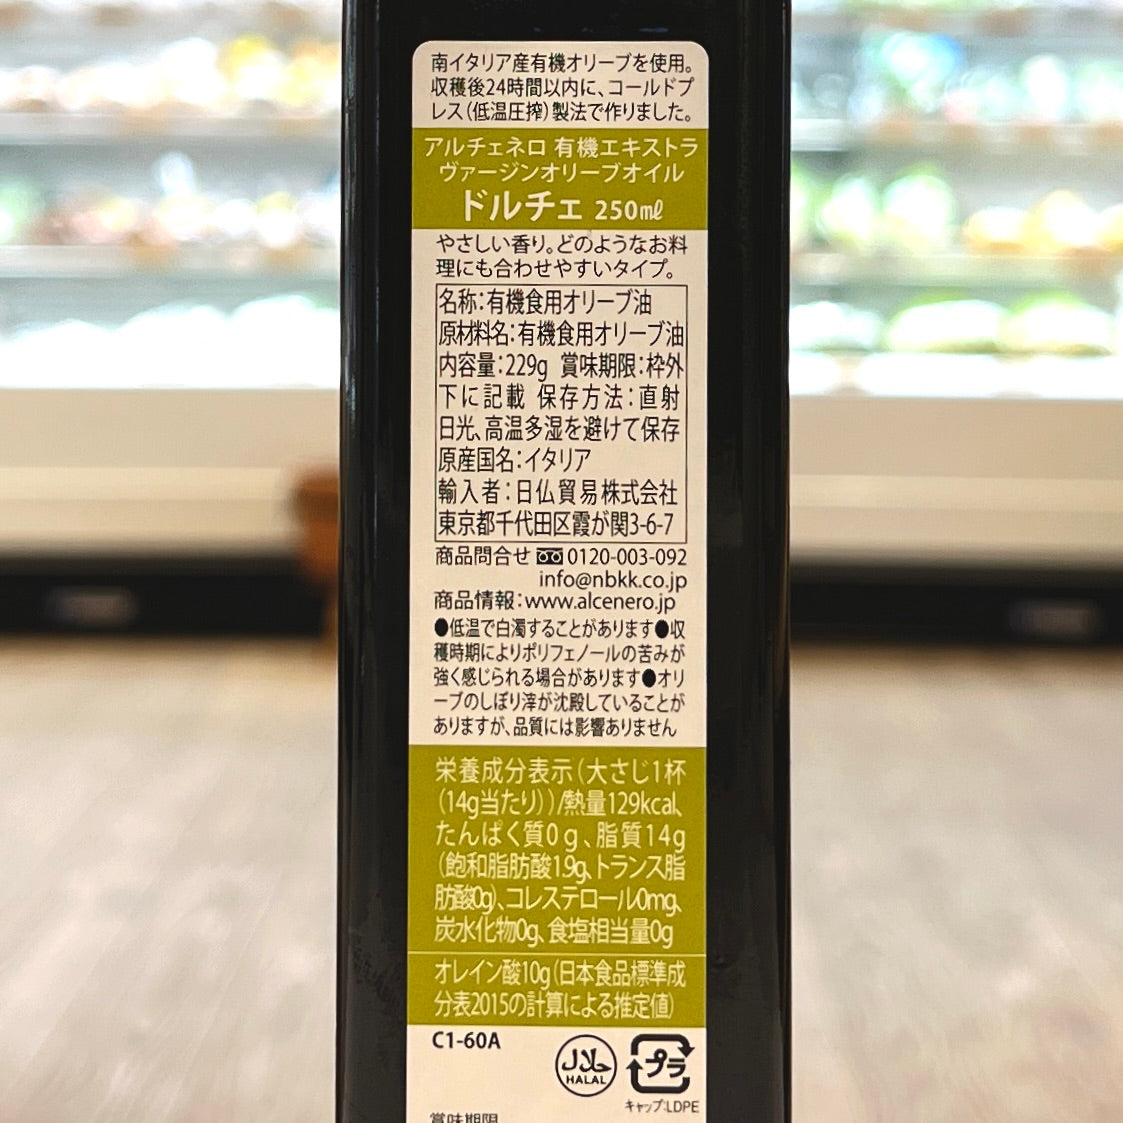 南イタリア産有機オリーブを使用。
収穫後24時間以内に、コールドプ
レス(低温圧搾)製法で作りました。
アルチェネロ 有機エキストラ
ヴァージンオリーブオイル
ドルチェ 250㎖
やさしい香り。どのようなお料
理にも合わせやすいタイプ。
名称:有機食用オリーブ油
原材料名:有機食用オリーブ油
内容量:229g 賞味期限:枠外
下に記載 保存方法:直射
日光、高温多湿を避けて保存
原産国名:イタリア
輸入者:日仏貿易株式会社
東京都千代田区霞が関3-6-7
商品問合せ 0120-003-092
info@nbkk.co.jp
商品情報:www.alcenero.jp
●低温で白濁することがあります●収
穫時期によりポリフェノールの苦みが
強く感じられる場合があります●オリ
ーブのしぼり滓が沈殿していることが
ありますが、品質には影響ありません
栄養成分表示(大さじ1杯
(14g当たり))/熱量129kcal、
たんぱく質0g、脂質14g
(飽和脂肪酸1.9g、トランス脂
肪酸0g)、コレステロール0mg、
炭水化物0g、食塩相当量0g
オレイン酸10g(日本食品標準成
分表2015の計算による推定値)
C1-60A
حلال
HALAL
プラ
キャップ:LDPE
賞味期限